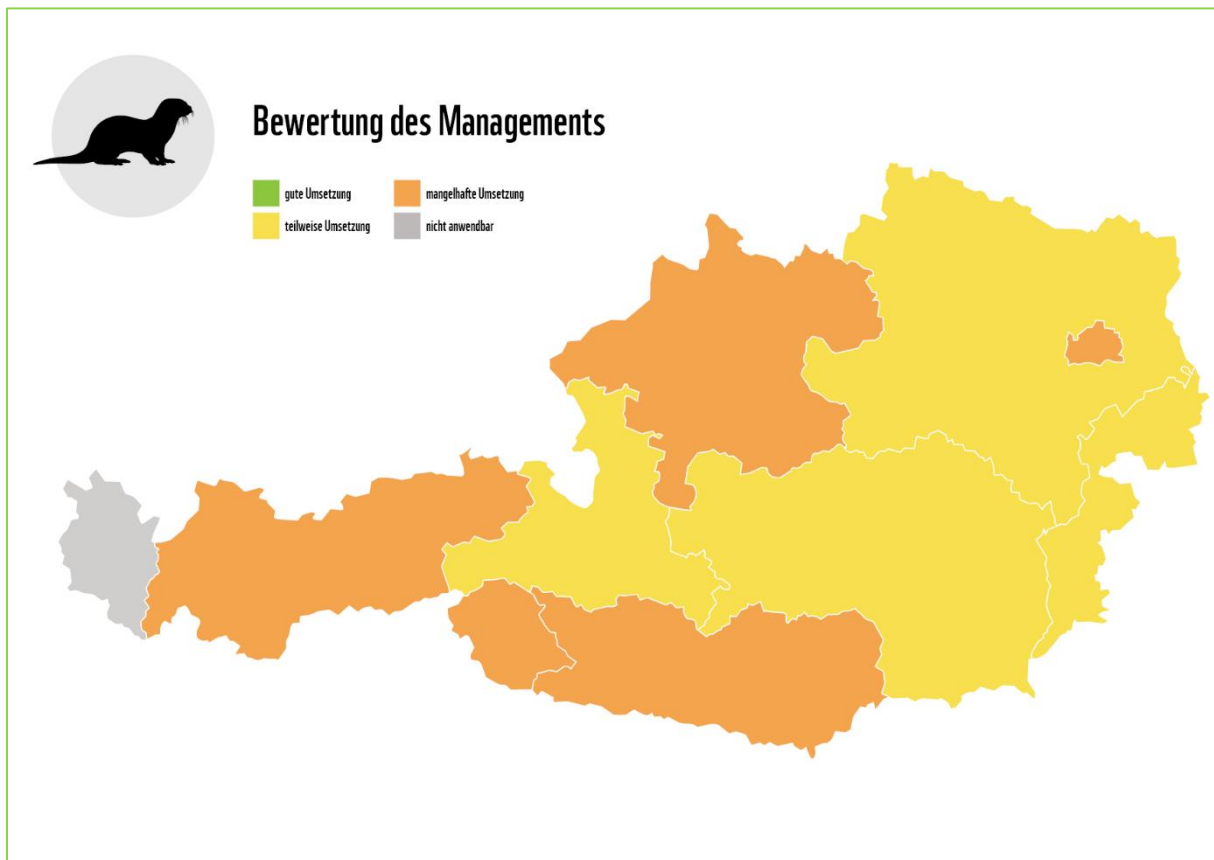 Bewertung des Managements
gute Umsetzung
mangelhafte Umsetzung
teilweise Umsetzung
nicht anwendbar